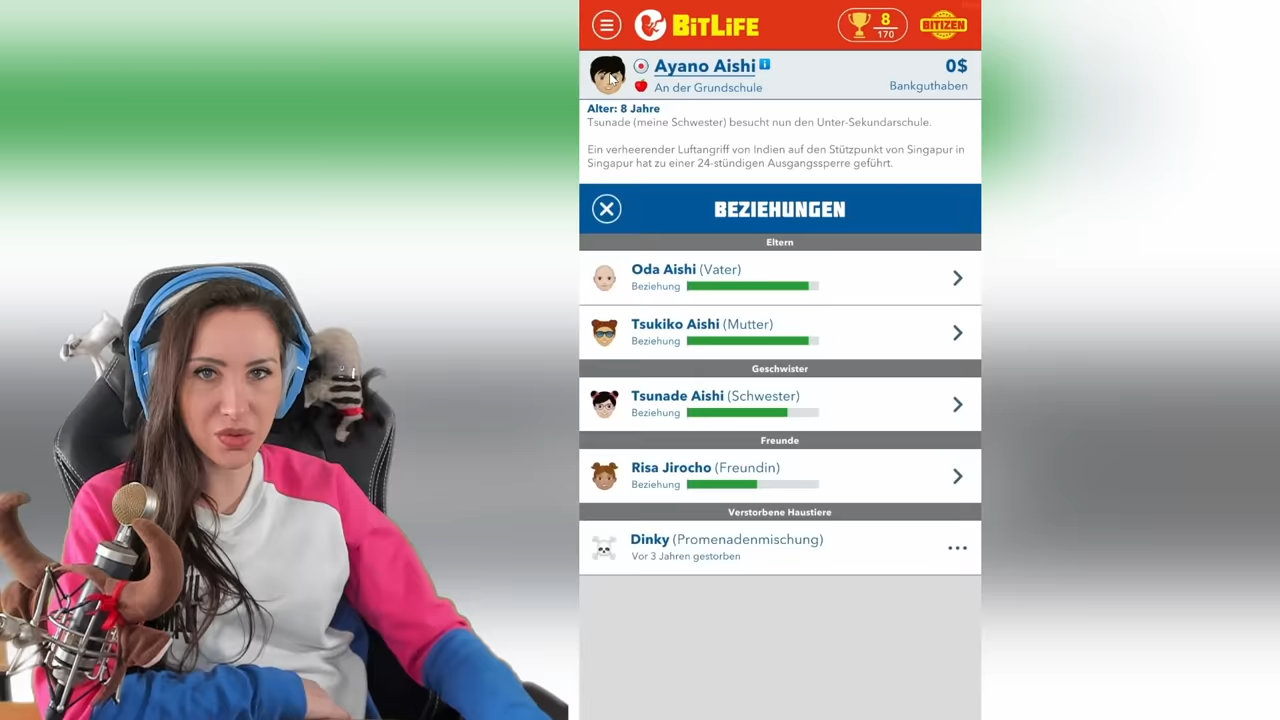 BitLife
8
170
BITIZEN
Ayano Aishi
0$
An der Grundschule
Bankguthaben
Alter: 8 Jahre
Tsunade (meine Schwester) besucht nun den Unter-Sekundarschule.
Ein verheerender Luftangriff von Indien auf den Stützpunkt von Singapur in
Singapur hat zu einer 24-stündigen Ausgangssperre geführt.
BEZIEHUNGEN
Eltern
Oda Aishi (Vater)
Beziehung
Tsukiko Aishi (Mutter)
Beziehung
Geschwister
Tsunade Aishi (Schwester)
Beziehung
Freunde
Risa Jirocho (Freundin)
Beziehung
Verstorbene Haustiere
Dinky (Promenadenmischung)
Vor 3 Jahren gestorben